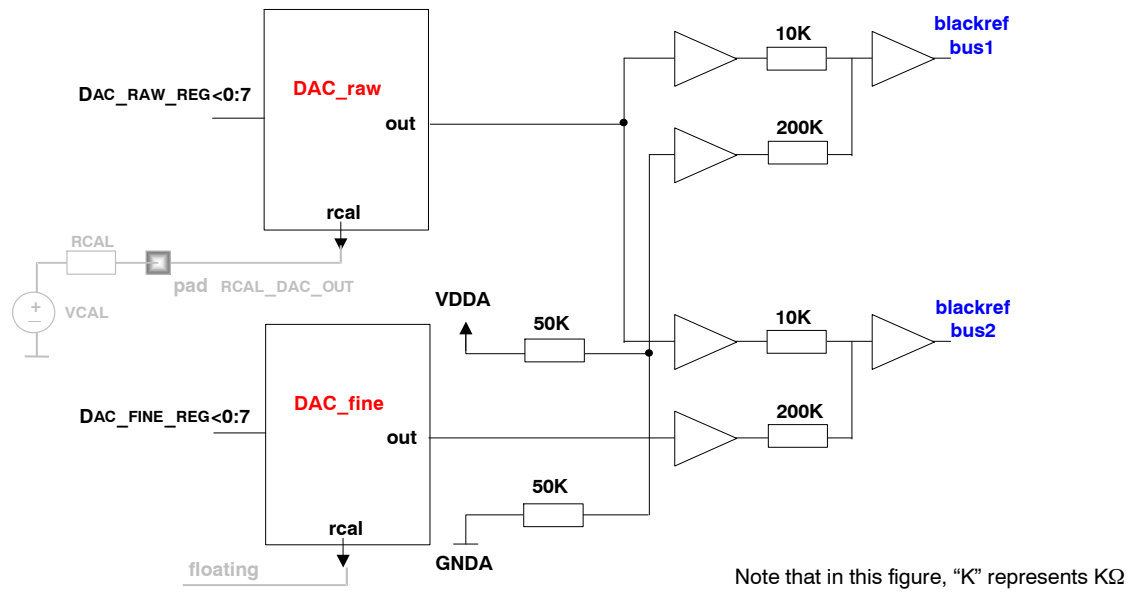 blackref
bus1
10K
DAC_raw
DAC_RAW_REG<0:7
out
200K
rcal
RCAL
pad RCAL_DAC_OUT
+
−
VCAL
VDDA
50K
10K
blackref
bus2
DAC_fine
DAC_FINE_REG<0:7
out
200K
50K
rcal
GNDA
floating
Note that in this figure, “K” represents KΩ